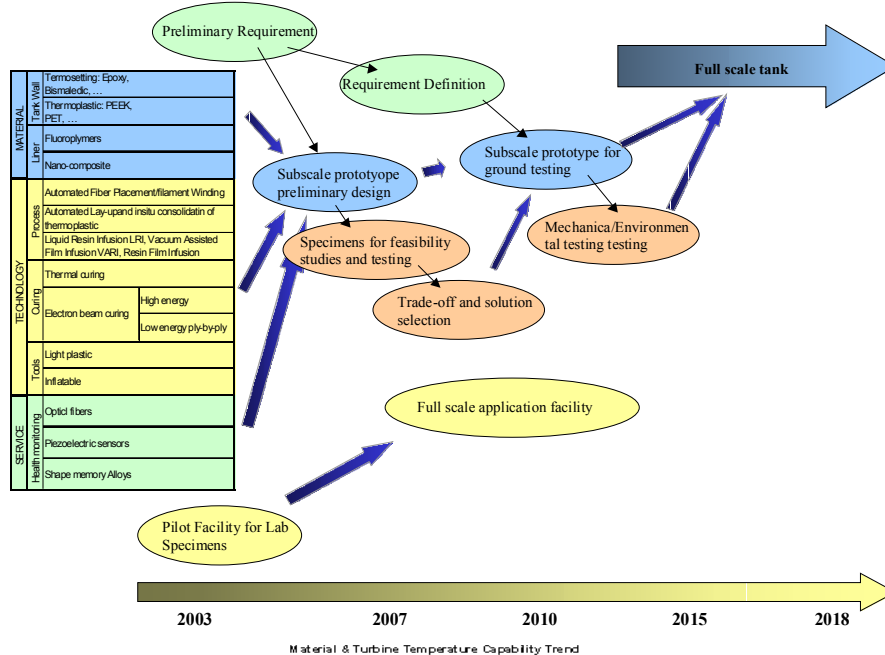 Preliminary Requirement
Requirement Definition
Full scale tank
MATERIAL
Tank Wall
Termosetting: Epoxy,
Bismaledic, ...
Thermoplastic: PEEK,
PET, ...
Liner
Fluoroplymers
Nano-composite
TECHNOLOGY
Process
Automated Fiber Placement/filament Winding
Automated Lay-upand insitu consolidatin of
thermoplastic
Liquid Resin Infusion LRI, Vacuum Assisted
Film Infusion VARI, Resin Film Infusion
Curing
Thermal curing
Electron beam curing
High energy
Low energy ply-by-ply
Tools
Light plastic
Inflatable
SERVICE
Health monitoring
Opticl fibers
Piezoelectric sensors
Shape memory Alloys
Subscale prototoype
preliminary design
Subscale prototype for
ground testing
Specimens for feasibility
studies and testing
Mechanica/Environmen
tal testing testing
Trade-off and solution
selection
Full scale application facility
Pilot Facility for Lab
Specimens
2003
2007
2010
2015
2018
Material & Turbine Temperature Capability Trend